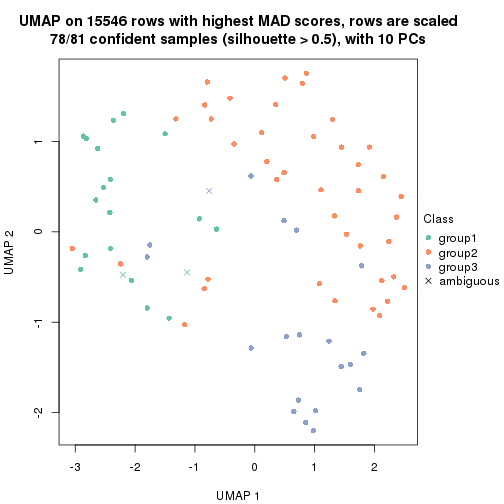 UMAP on 15546 rows with highest MAD scores, rows are scaled
78/81 confident samples (silhouette > 0.5), with 10 PCs
1
0
-1
-2
UMAP 2
-3
-2
-1
0
1
2
UMAP 1
Class
group1
group2
group3
ambiguous